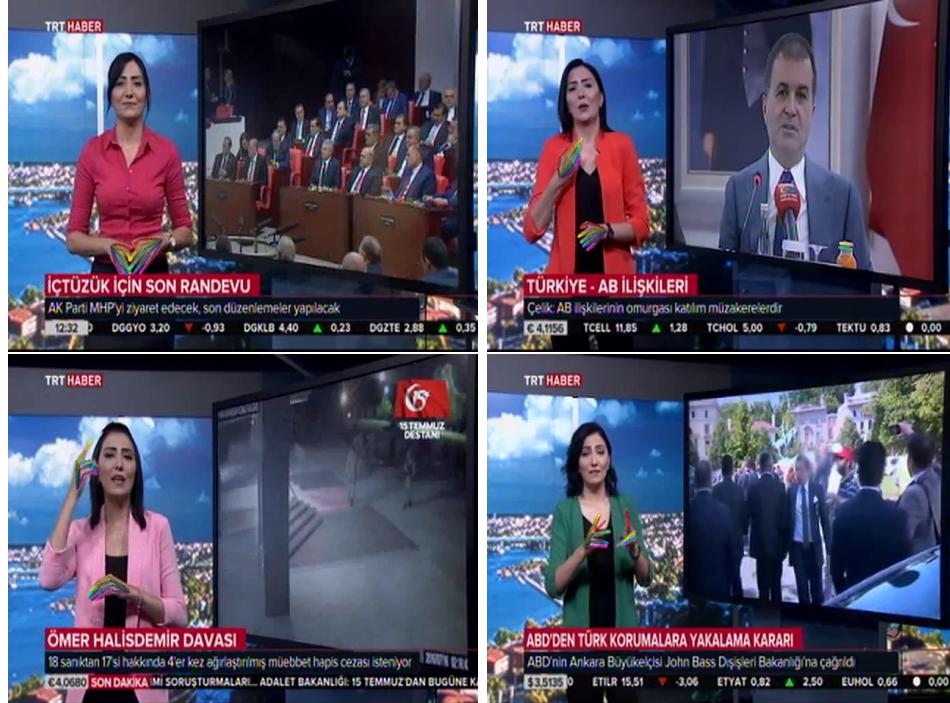 TRT HABER
İÇTÜZÜK İÇİN SON RANDEVU
AK Parti MHP'yi ziyaret edecek, son düzenlemeler yapılacak
12:32 DGGYO 3,20 -0,93 DGKLB 4,40 0,23 DGZTE 2,88 0,35
TRT HABER
TÜRKİYE - AB İLİŞKİLERİ
Çelik: AB ilişkilerinin omurgası katılım müzakerelerdir
€ 4,1156 TCELL 11,85 1,28 TCHOL 5,00 -0,79 TEKTU 0,83 0,00
TRT HABER
15
15 TEMMUZ
DESTANI
ÖMER HALİSDEMİR DAVASI
18 sanıktan 17'si hakkında 4'er kez ağırlaştırılmış müebbet hapis cezası isteniyor
€4,0680 SON DAKİKA İMİ SORUŞTURMALARI... ADALET BAKANLIĞI: 15 TEMMUZ'DAN BUGÜNE KA
TRT HABER
ABD'DEN TÜRK KORUMALARA YAKALAMA KARARI
ABD'nin Ankara Büyükelçisi John Bass Dışişleri Bakanlığı'na çağrıldı
$3,5135 ETILR 15,51 -3,06 ETYAT 0,82 2,50 EUHOL 0,66 0,00